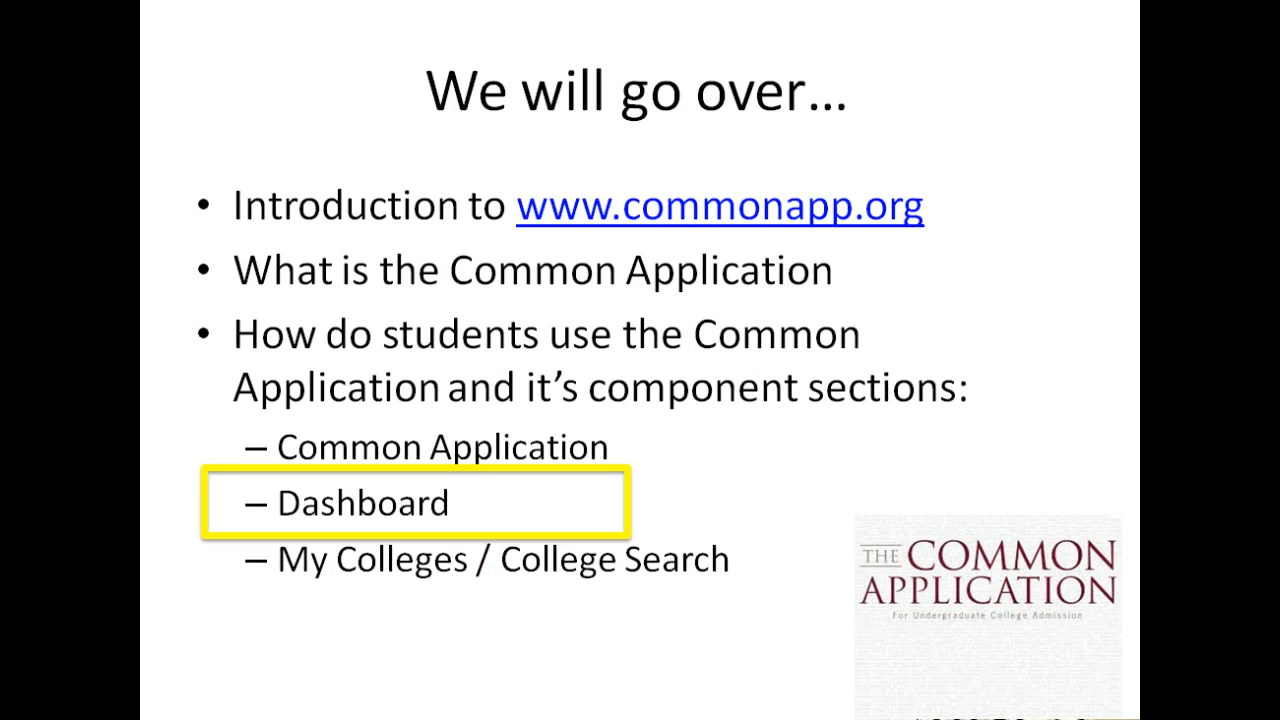 We will go over…
• Introduction to www.commonapp.org
• What is the Common Application
• How do students use the Common
Application and it's component sections:
– Common Application
– Dashboard
– My Colleges / College Search
THE COMMON
APPLICATION
For Undergraduate College Admission